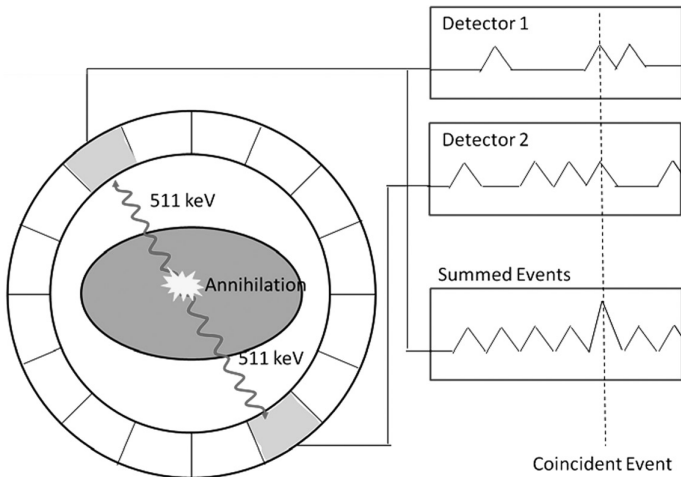 Detector 1
Detector 2
511 keV
Annihilation
Summed Events
511 keV
Coincident Event